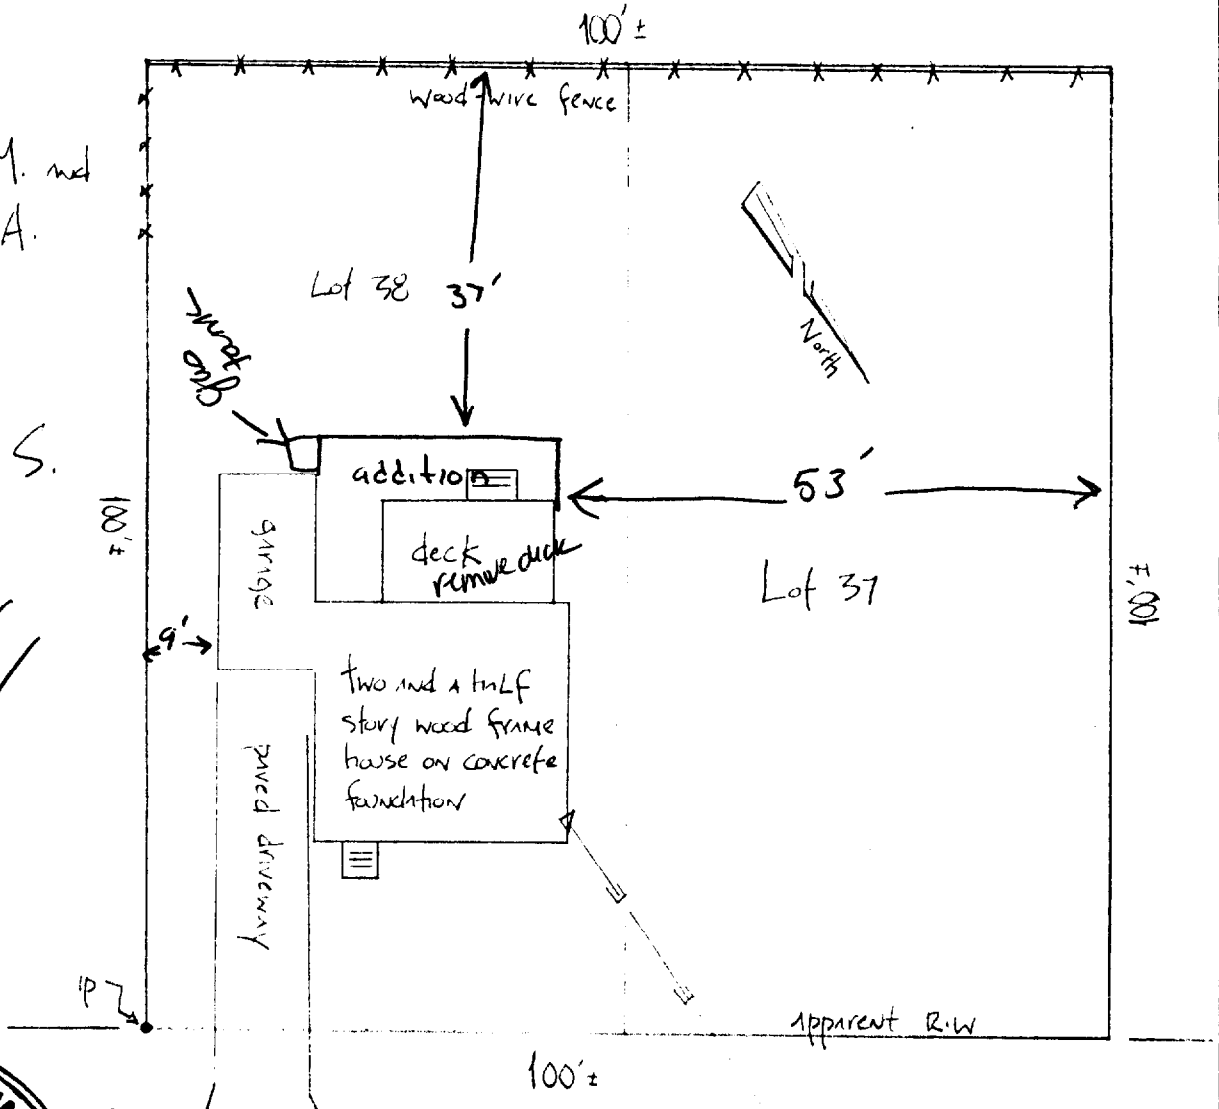 100'±
wood-wire fence
M. and
A.
Lot 38 37'
North
gas
tank
S.
addition
53'
100'±
garage
deck
remove deck
Lot 37
100'±
9'
two and a half
story wood frame
house on concrete
foundation
paved driveway
IP
apparent R.W
100'±